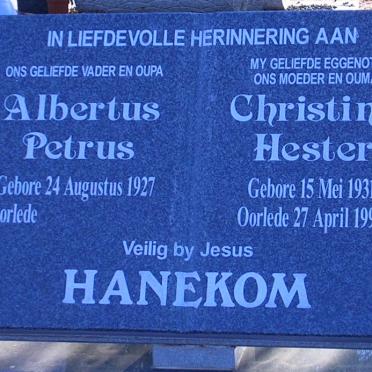 IN LIEFDEVOLLE HERINNERING AAN
ONS GELIEFDE VADER EN OUPA
Albertus
Petrus
Gebore 24 Augustus 1927
Oorlede
MY GELIEFDE EGGENOT
ONS MOEDER EN OUMA
Christin
Hester
Gebore 15 Mei 1931
Oorlede 27 April 199
Veilig by Jesus
HANEKOM